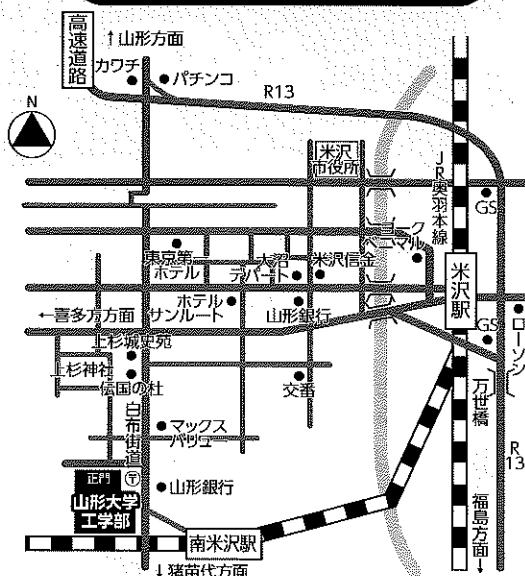 高速道路
↑山形方面
カワチ
パチンコ
R13
N
米沢
市役所
JR奥羽本線
GS
ヨーク
ベニマル
東京第一
ホテル
大沼
デパート
米沢信金
米沢駅
ホテル
サンルート
山形銀行
←喜多方方面
GS
ローソン
上杉城史苑
上杉神社
伝国の杜
交番
万世橋
白布街道
マックス
バリュー
R13
正門
〒
山形大学
工学部
山形銀行
南米沢駅
福島方面→
↓猪苗代方面